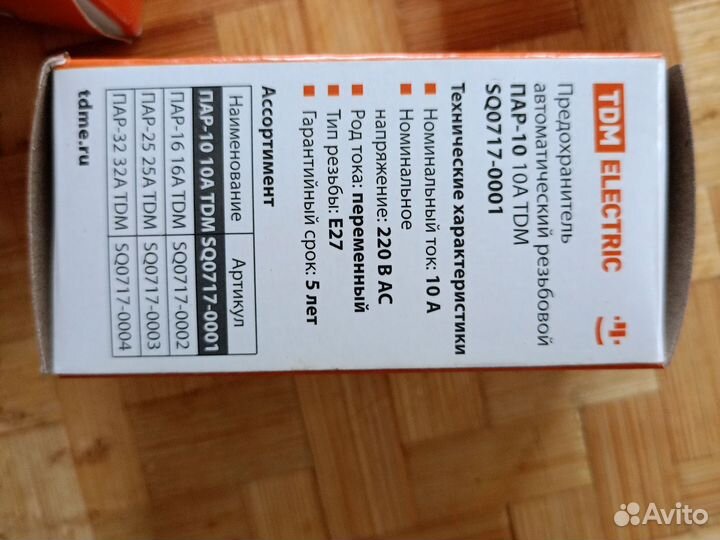 TDM ELECTRIC
Предохранитель
автоматический резьбовой
ПАР-10 10А TDM
SQ0717-0001
Технические характеристики
Номинальный ток: 10 А
Номинальное
напряжение: 220 В АС
Род тока: переменный
Тип резьбы: Е27
Гарантийный срок: 5 лет
Ассортимент
Наименование Артикул
ПАР-10 10А TDM SQ0717-0001
ПАР-16 16А TDM SQ0717-0002
ПАР-25 25А TDM SQ0717-0003
ПАР-32 32А TDM SQ0717-0004
tdme.ru
Avito